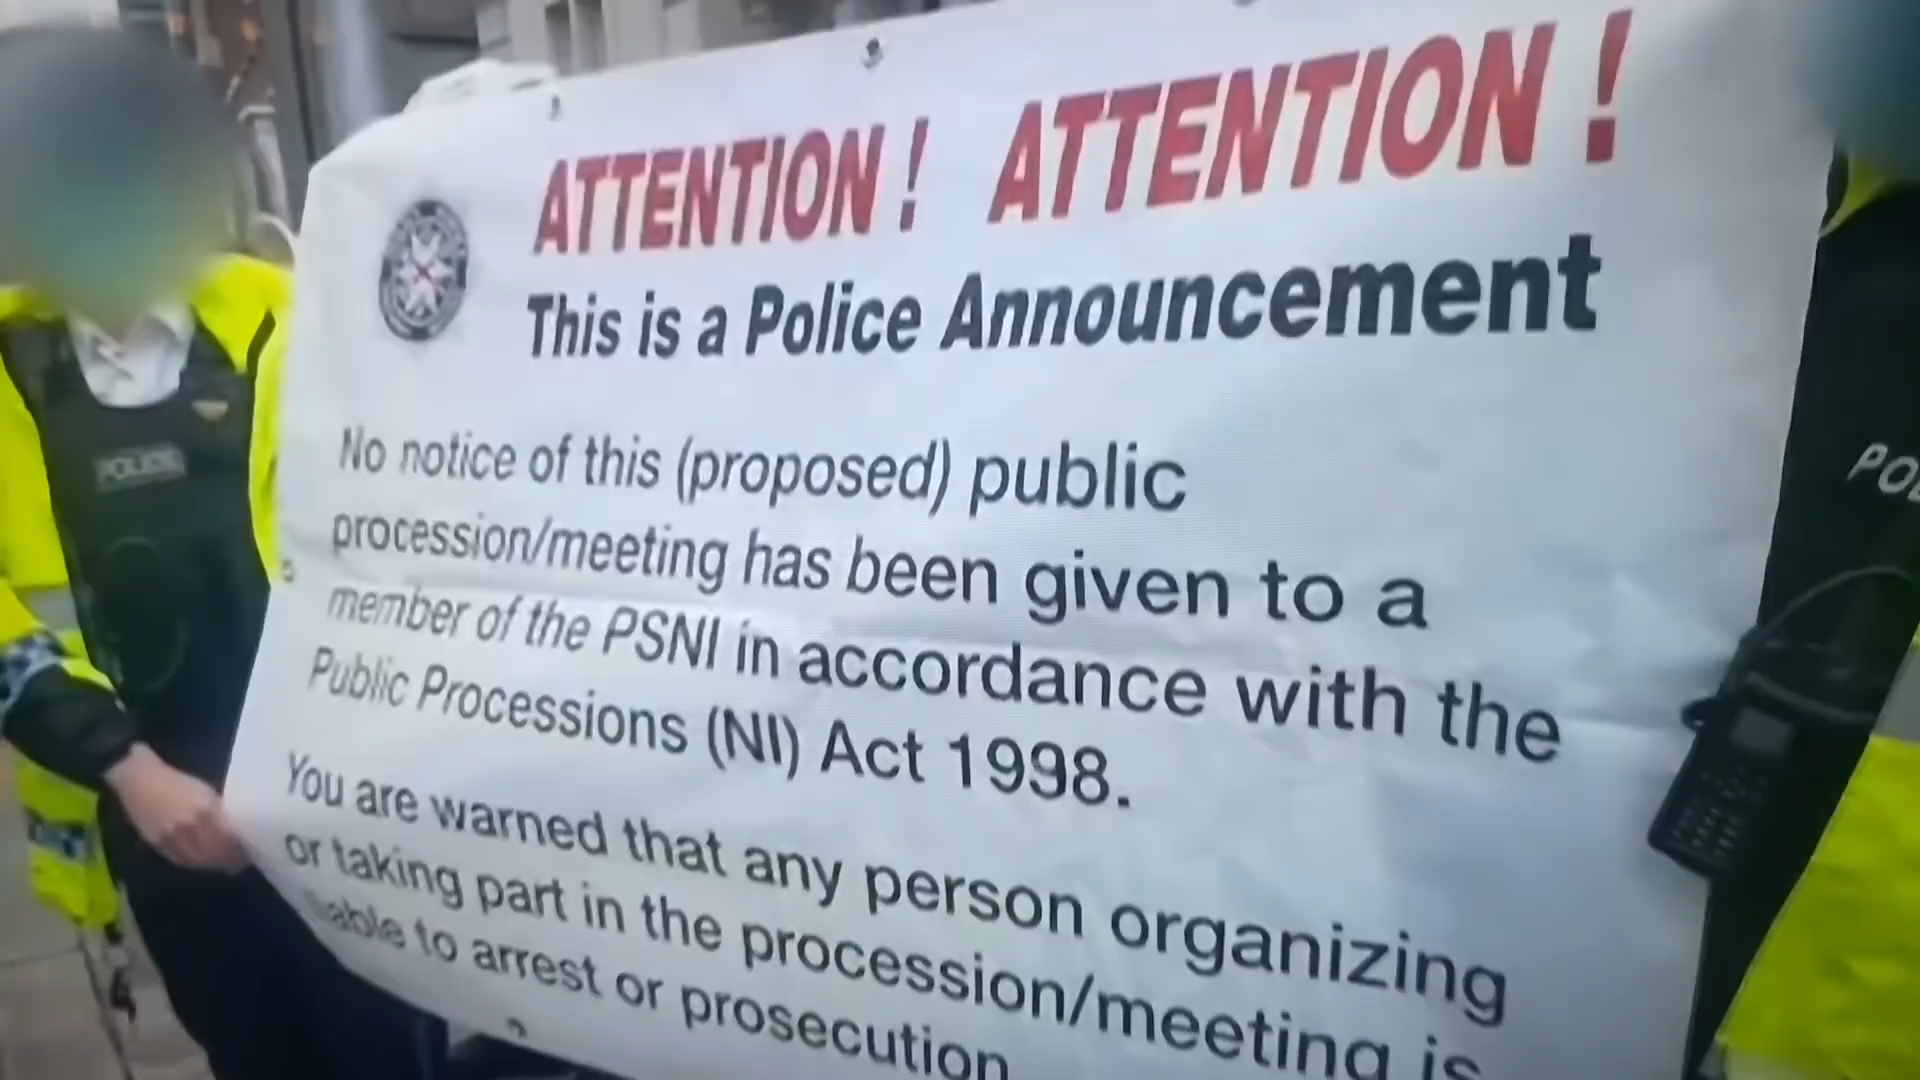 ATTENTION! ATTENTION!
This is a Police Announcement
No notice of this (proposed) public
procession/meeting has been given to a
member of the PSNI in accordance with the
Public Processions (NI) Act 1998.
You are warned that any person organizing
or taking part in the procession/meeting is
liable to arrest or prosecution
POLICE
POL